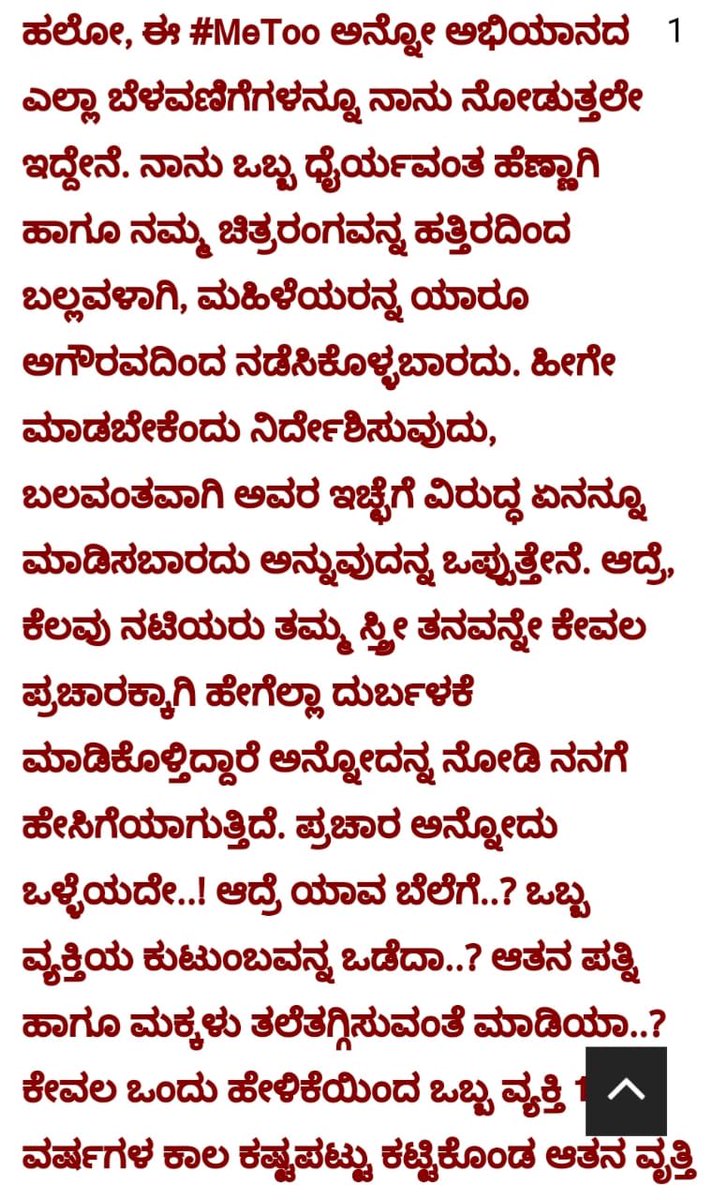 ಹಲೋ, ಈ #MeToo ಅನ್ನೋ ಅಭಿಯಾನದ 1
ಎಲ್ಲಾ ಬೆಳವಣಿಗೆಗಳನ್ನೂ ನಾನು ನೋಡುತ್ತಲೇ
ಇದ್ದೇನೆ. ನಾನು ಒಬ್ಬ ಧೈರ್ಯವಂತ ಹೆಣ್ಣಾಗಿ
ಹಾಗೂ ನಮ್ಮ ಚಿತ್ರರಂಗವನ್ನ ಹತ್ತಿರದಿಂದ
ಬಲ್ಲವಳಾಗಿ, ಮಹಿಳೆಯರನ್ನ ಯಾರೂ
ಅಗೌರವದಿಂದ ನಡೆಸಿಕೊಳ್ಳಬಾರದು. ಹೀಗೇ
ಮಾಡಬೇಕೆಂದು ನಿರ್ದೇಶಿಸುವುದು,
ಬಲವಂತವಾಗಿ ಅವರ ಇಚ್ಛೆಗೆ ವಿರುದ್ಧ ಏನನ್ನೂ
ಮಾಡಿಸಬಾರದು ಅನ್ನುವುದನ್ನ ಒಪ್ಪುತ್ತೇನೆ. ಆದ್ರೆ,
ಕೆಲವು ನಟಿಯರು ತಮ್ಮ ಸ್ತ್ರೀ ತನವನ್ನೇ ಕೇವಲ
ಪ್ರಚಾರಕ್ಕಾಗಿ ಹೇಗೆಲ್ಲಾ ದುರ್ಬಳಕೆ
ಮಾಡಿಕೊಳ್ತಿದ್ದಾರೆ ಅನ್ನೋದನ್ನ ನೋಡಿ ನನಗೆ
ಹೇಸಿಗೆಯಾಗುತ್ತಿದೆ. ಪ್ರಚಾರ ಅನ್ನೋದು
ಒಳ್ಳೆಯದೇ..! ಆದ್ರೆ ಯಾವ ಬೆಲೆಗೆ..? ಒಬ್ಬ
ವ್ಯಕ್ತಿಯ ಕುಟುಂಬವನ್ನ ಒಡೆದಾ..? ಆತನ ಪತ್ನಿ
ಹಾಗೂ ಮಕ್ಕಳು ತಲೆತಗ್ಗಿಸುವಂತೆ ಮಾಡಿಯಾ..?
ಕೇವಲ ಒಂದು ಹೇಳಿಕೆಯಿಂದ ಒಬ್ಬ ವ್ಯಕ್ತಿ
ವರ್ಷಗಳ ಕಾಲ ಕಷ್ಟಪಟ್ಟು ಕಟ್ಟಿಕೊಂಡ ಆತನ ವೃತ್ತಿ